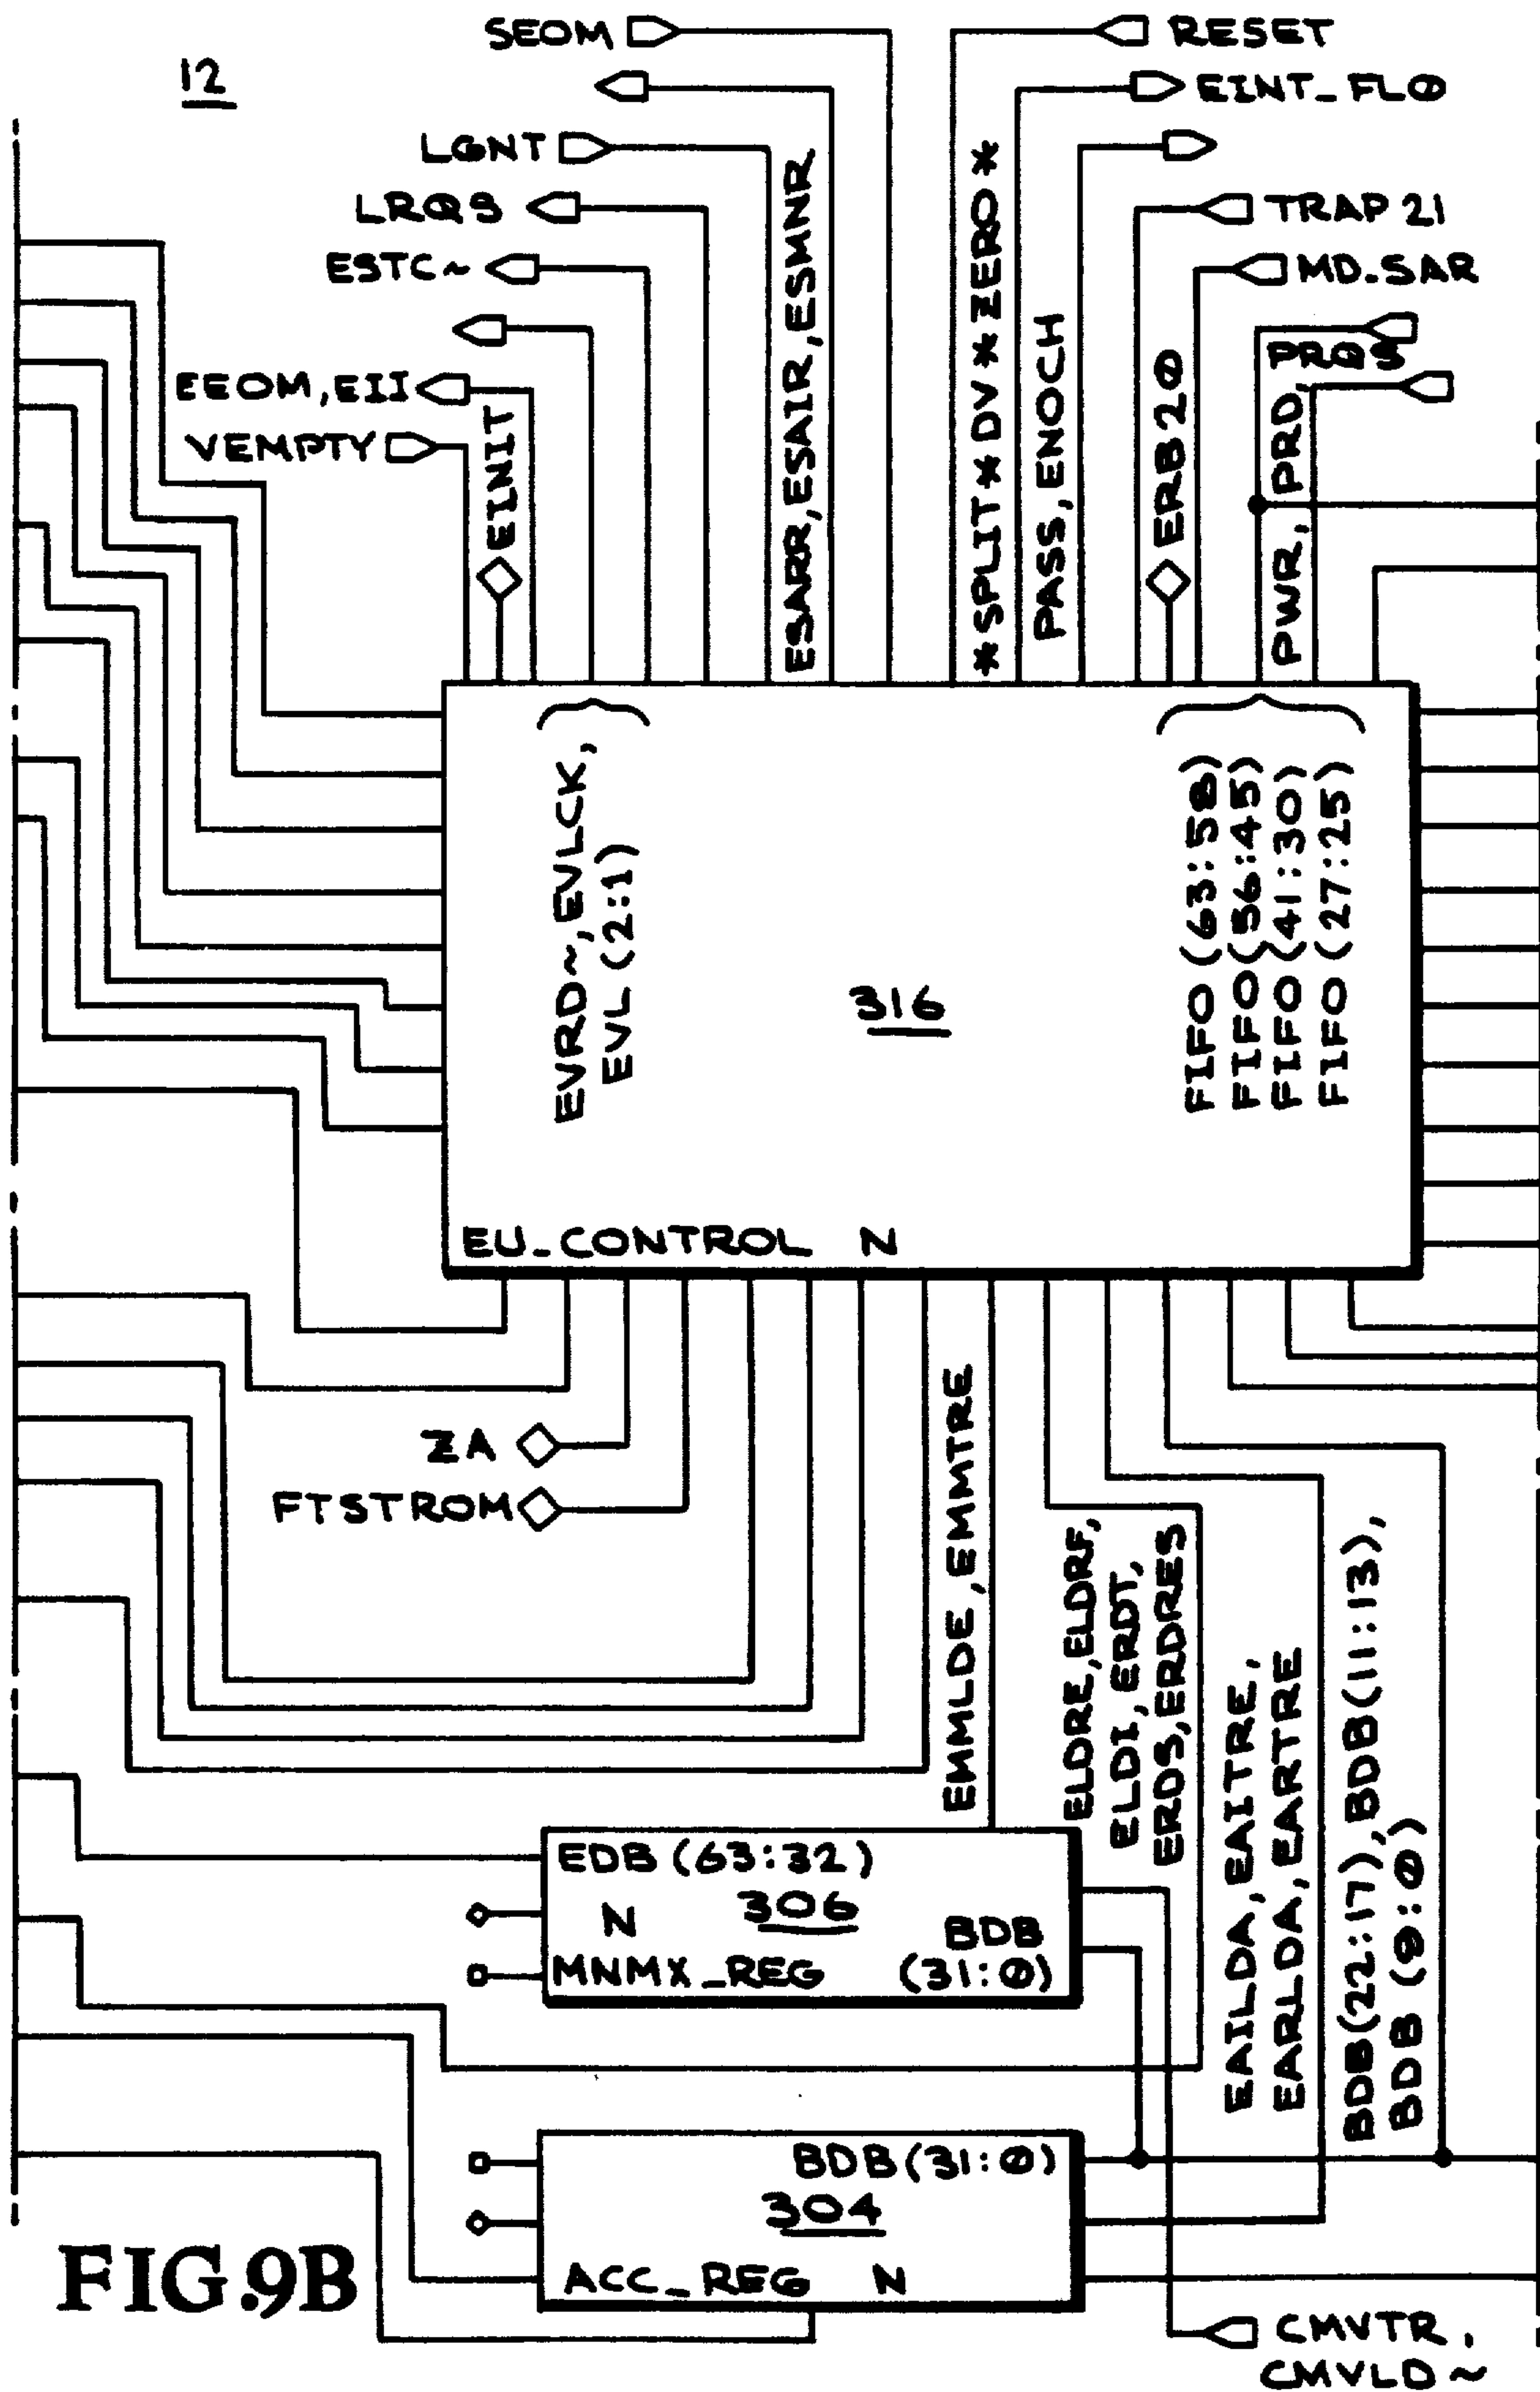 12
SEOM
RESET
EINT_FL0
LGNT
LRQS
ESTC~
EEOM,EII
VEMPTY
EINIT
ESARR,ESAIR,ESMNR
*SPLIT*DV*ZERO*
PASS,ENOCH
TRAP 21
MD_SAR
ERB20
PWR, PRD, PRQS
EVRD~,EVLCK,
EVL (2:1)
316
FIFO (63:58)
FIFO (56:45)
FIFO (41:30)
FIFO (27:25)
EU_CONTROL N
ZA
FTSTROM
EMMLDE,EMMTRE
ELDRE,ELDRF,
ELDI,ERDT,
ERDS,ERDRES
EAILDA,EAITRE,
EARLDA,EARTRE
BDB(22:17),BDB(11:13),
BDB (9:0)
EDB (63:32)
N 306
BDB
MNMX_REG (31:0)
BDB (31:0)
304
ACC_REG N
CMVTR,
CMVLD~
FIG.9B